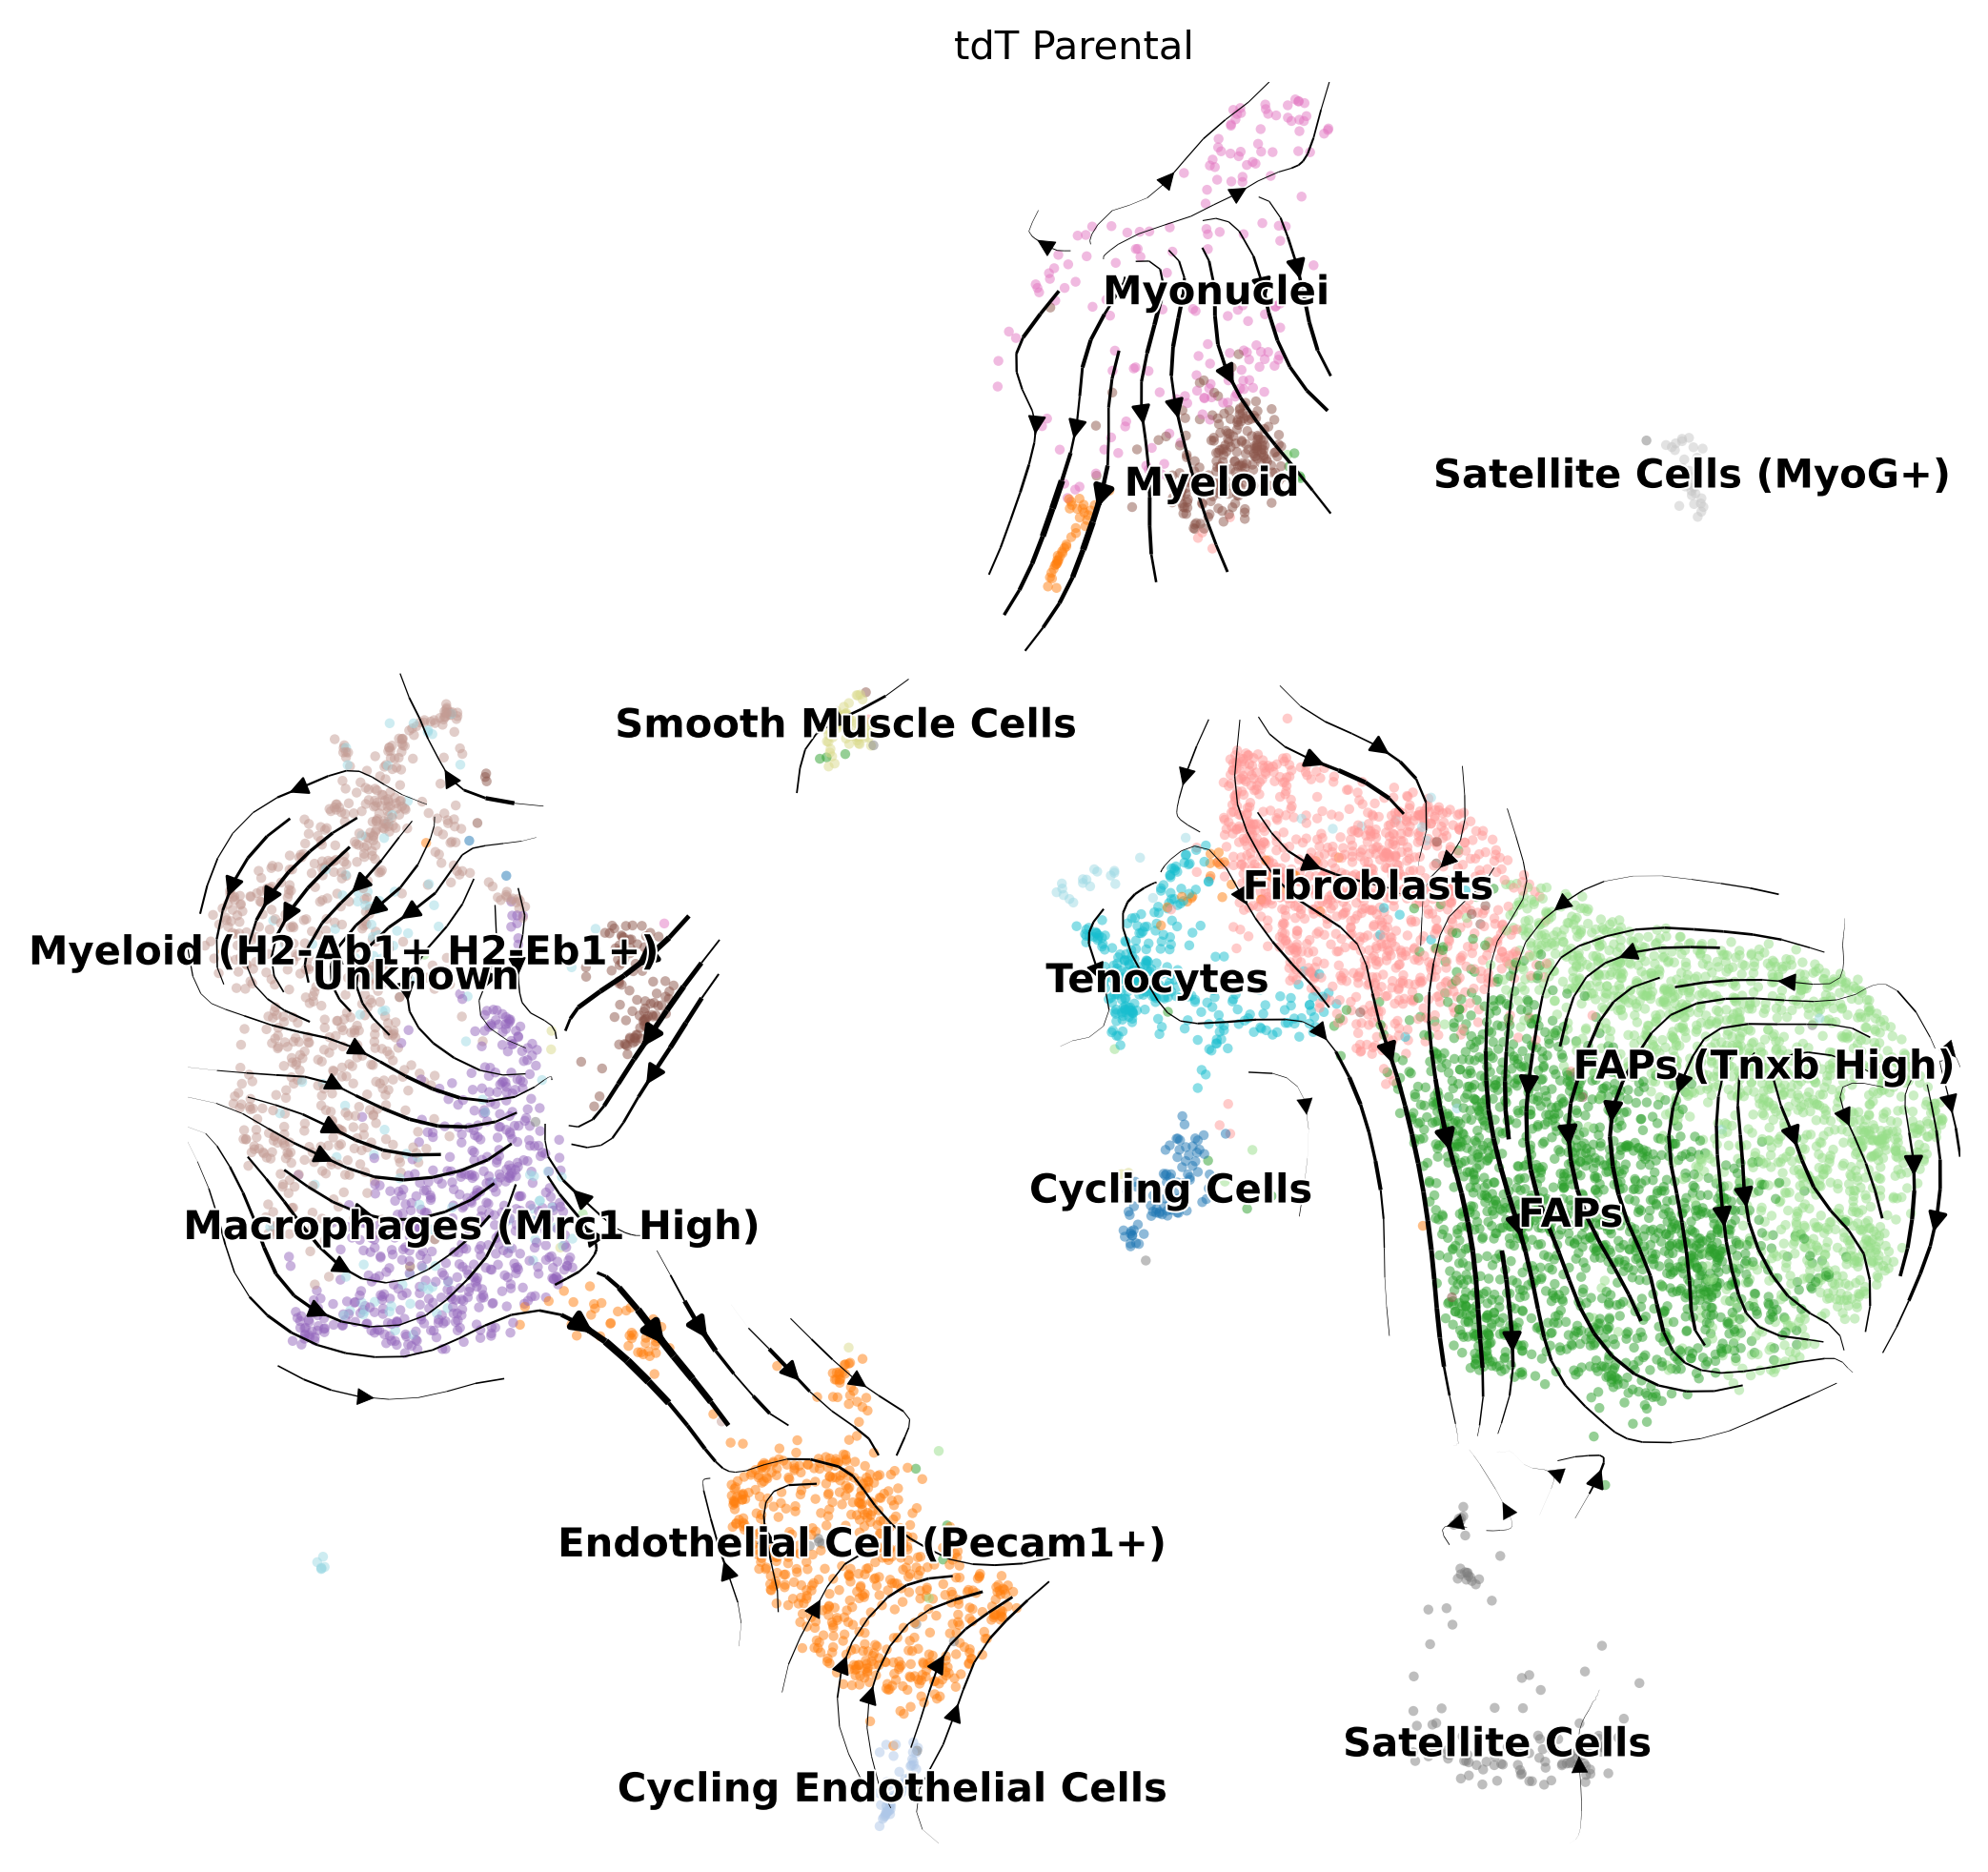 tdT Parental
Myonuclei
Satellite Cells (MyoG+)
Myeloid
Smooth Muscle Cells
Fibroblasts
Myeloid (H2-Ab1+ H2-Eb1+)
Unknown
Tenocytes
FAPs (Tnxb High)
Cycling Cells
FAPs
Macrophages (Mrc1 High)
Endothelial Cell (Pecam1+)
Satellite Cells
Cycling Endothelial Cells